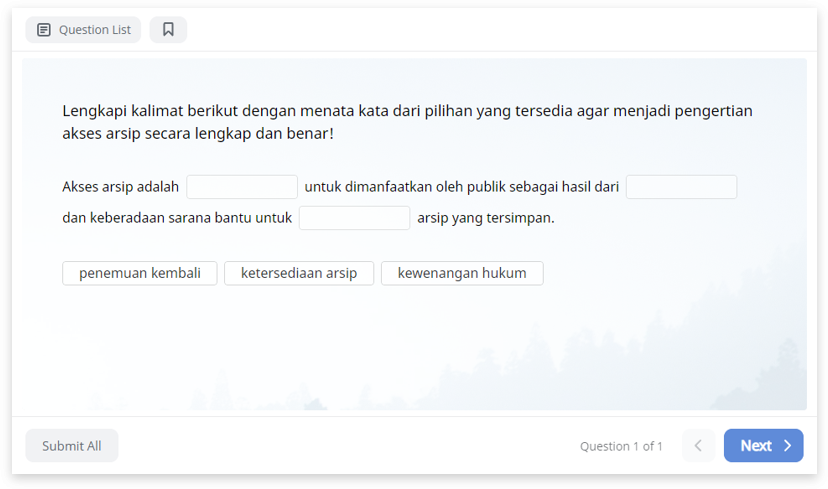 Question List
Lengkapi kalimat berikut dengan menata kata dari pilihan yang tersedia agar menjadi pengertian
akses arsip secara lengkap dan benar!
Akses arsip adalah untuk dimanfaatkan oleh publik sebagai hasil dari
dan keberadaan sarana bantu untuk arsip yang tersimpan.
penemuan kembali ketersediaan arsip kewenangan hukum
Submit All Question 1 of 1 Next